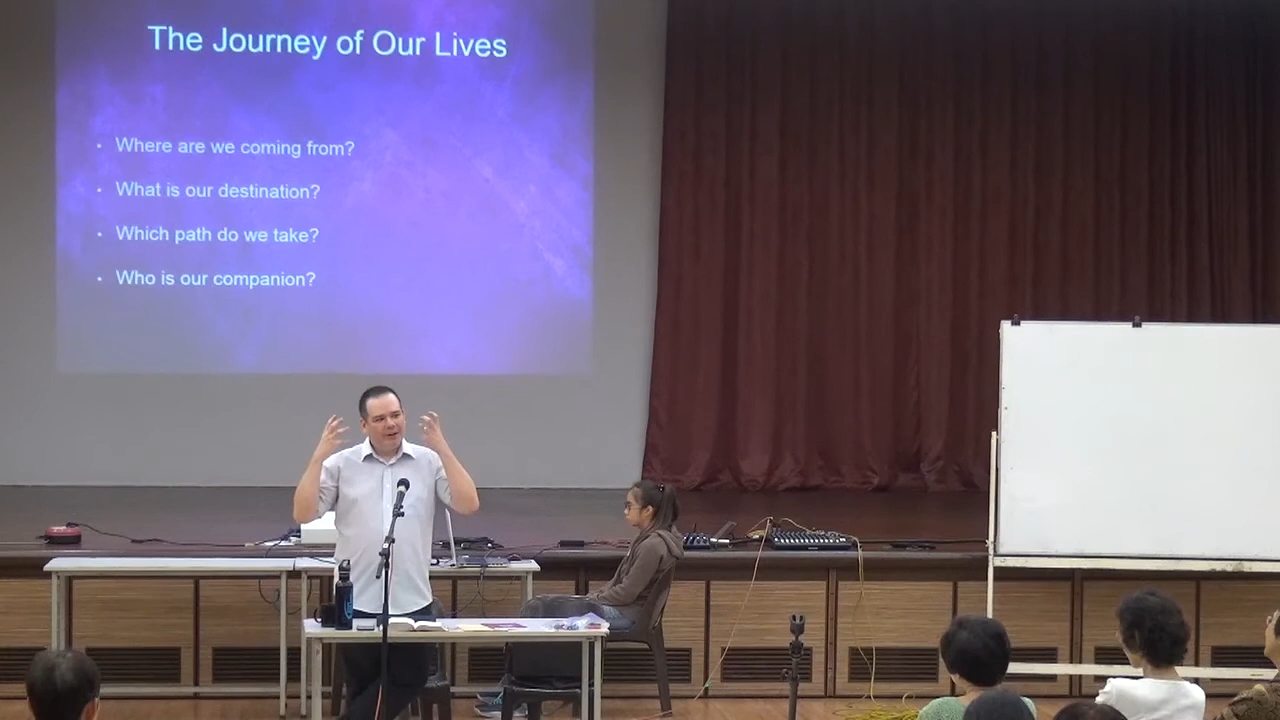 The Journey of Our Lives
Where are we coming from?
What is our destination?
Which path do we take?
Who is our companion?